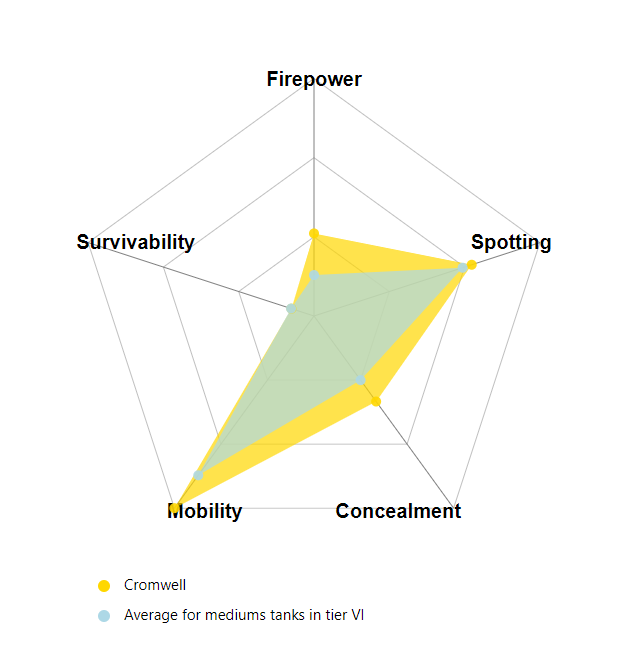 Firepower
Survivability
Spotting
Mobility
Concealment
Cromwell
Average for mediums tanks in tier VI